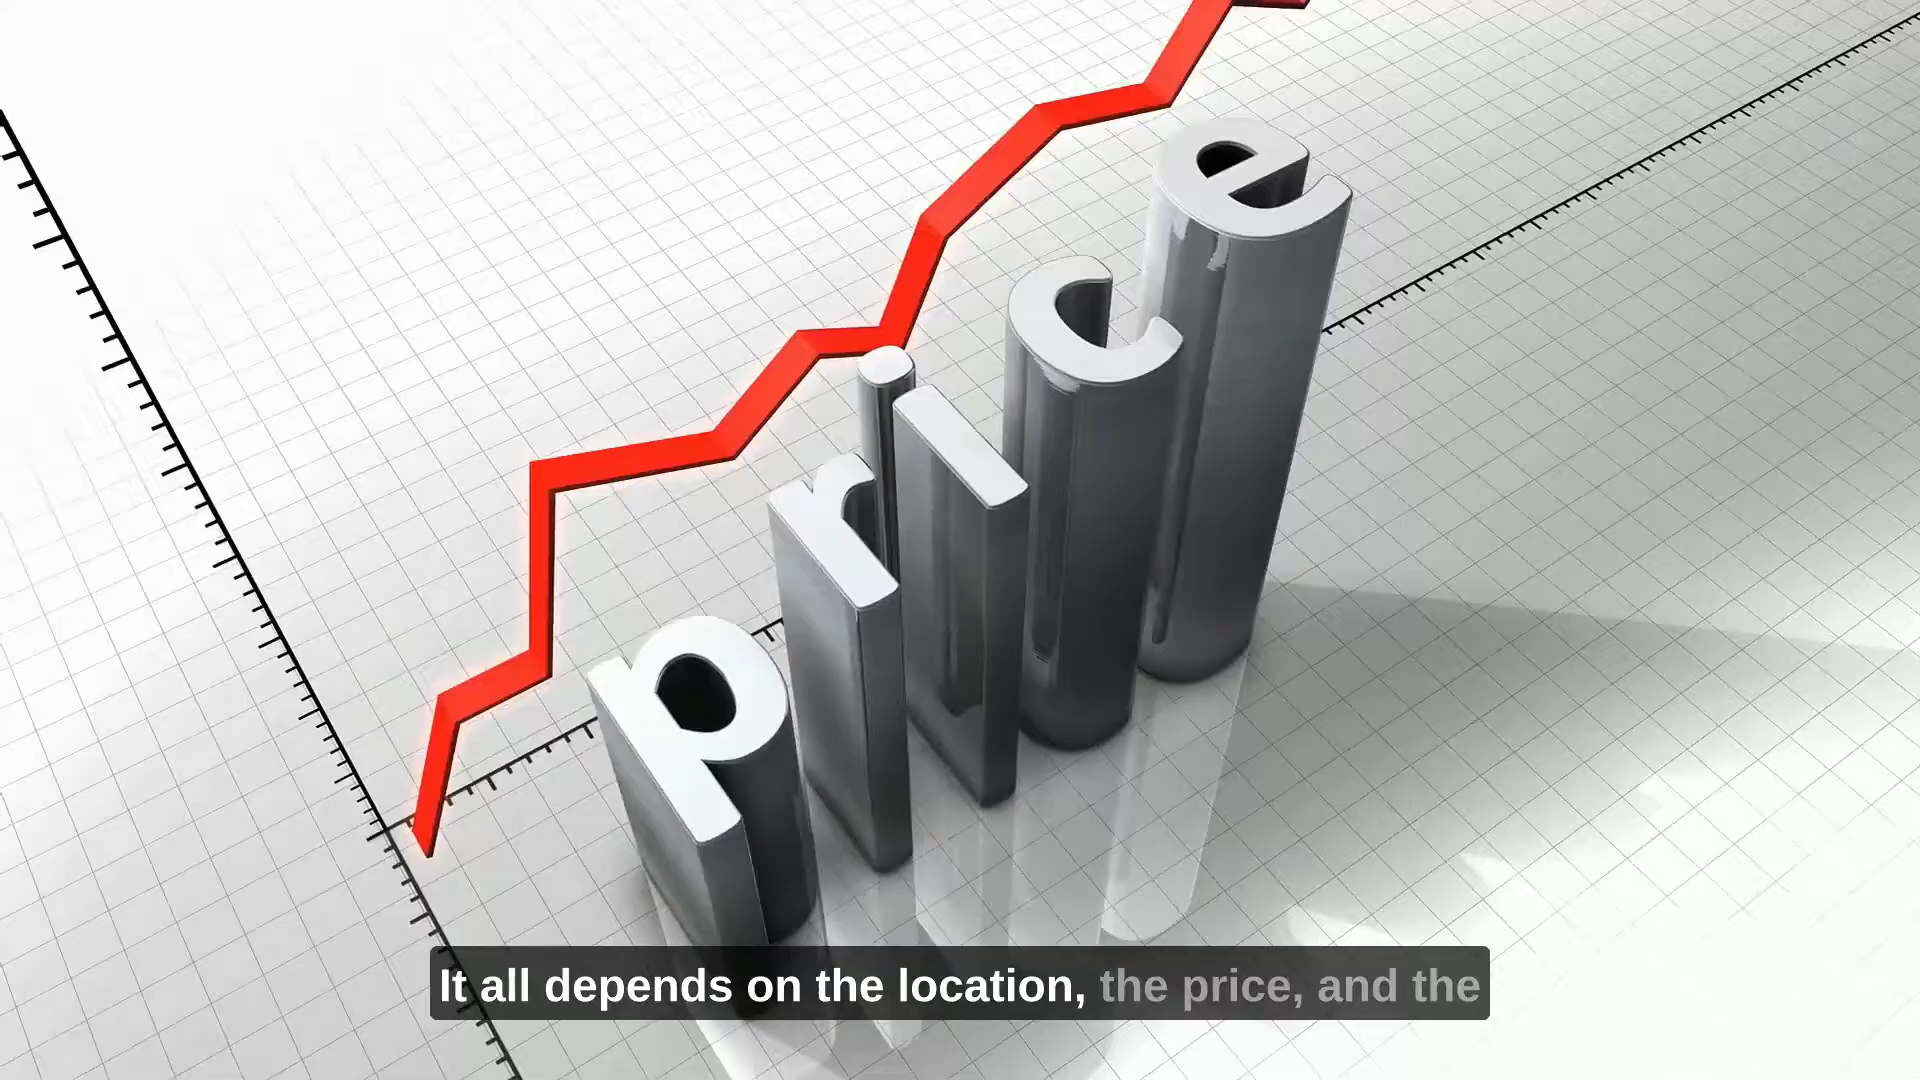 price
It all depends on the location, the price, and the